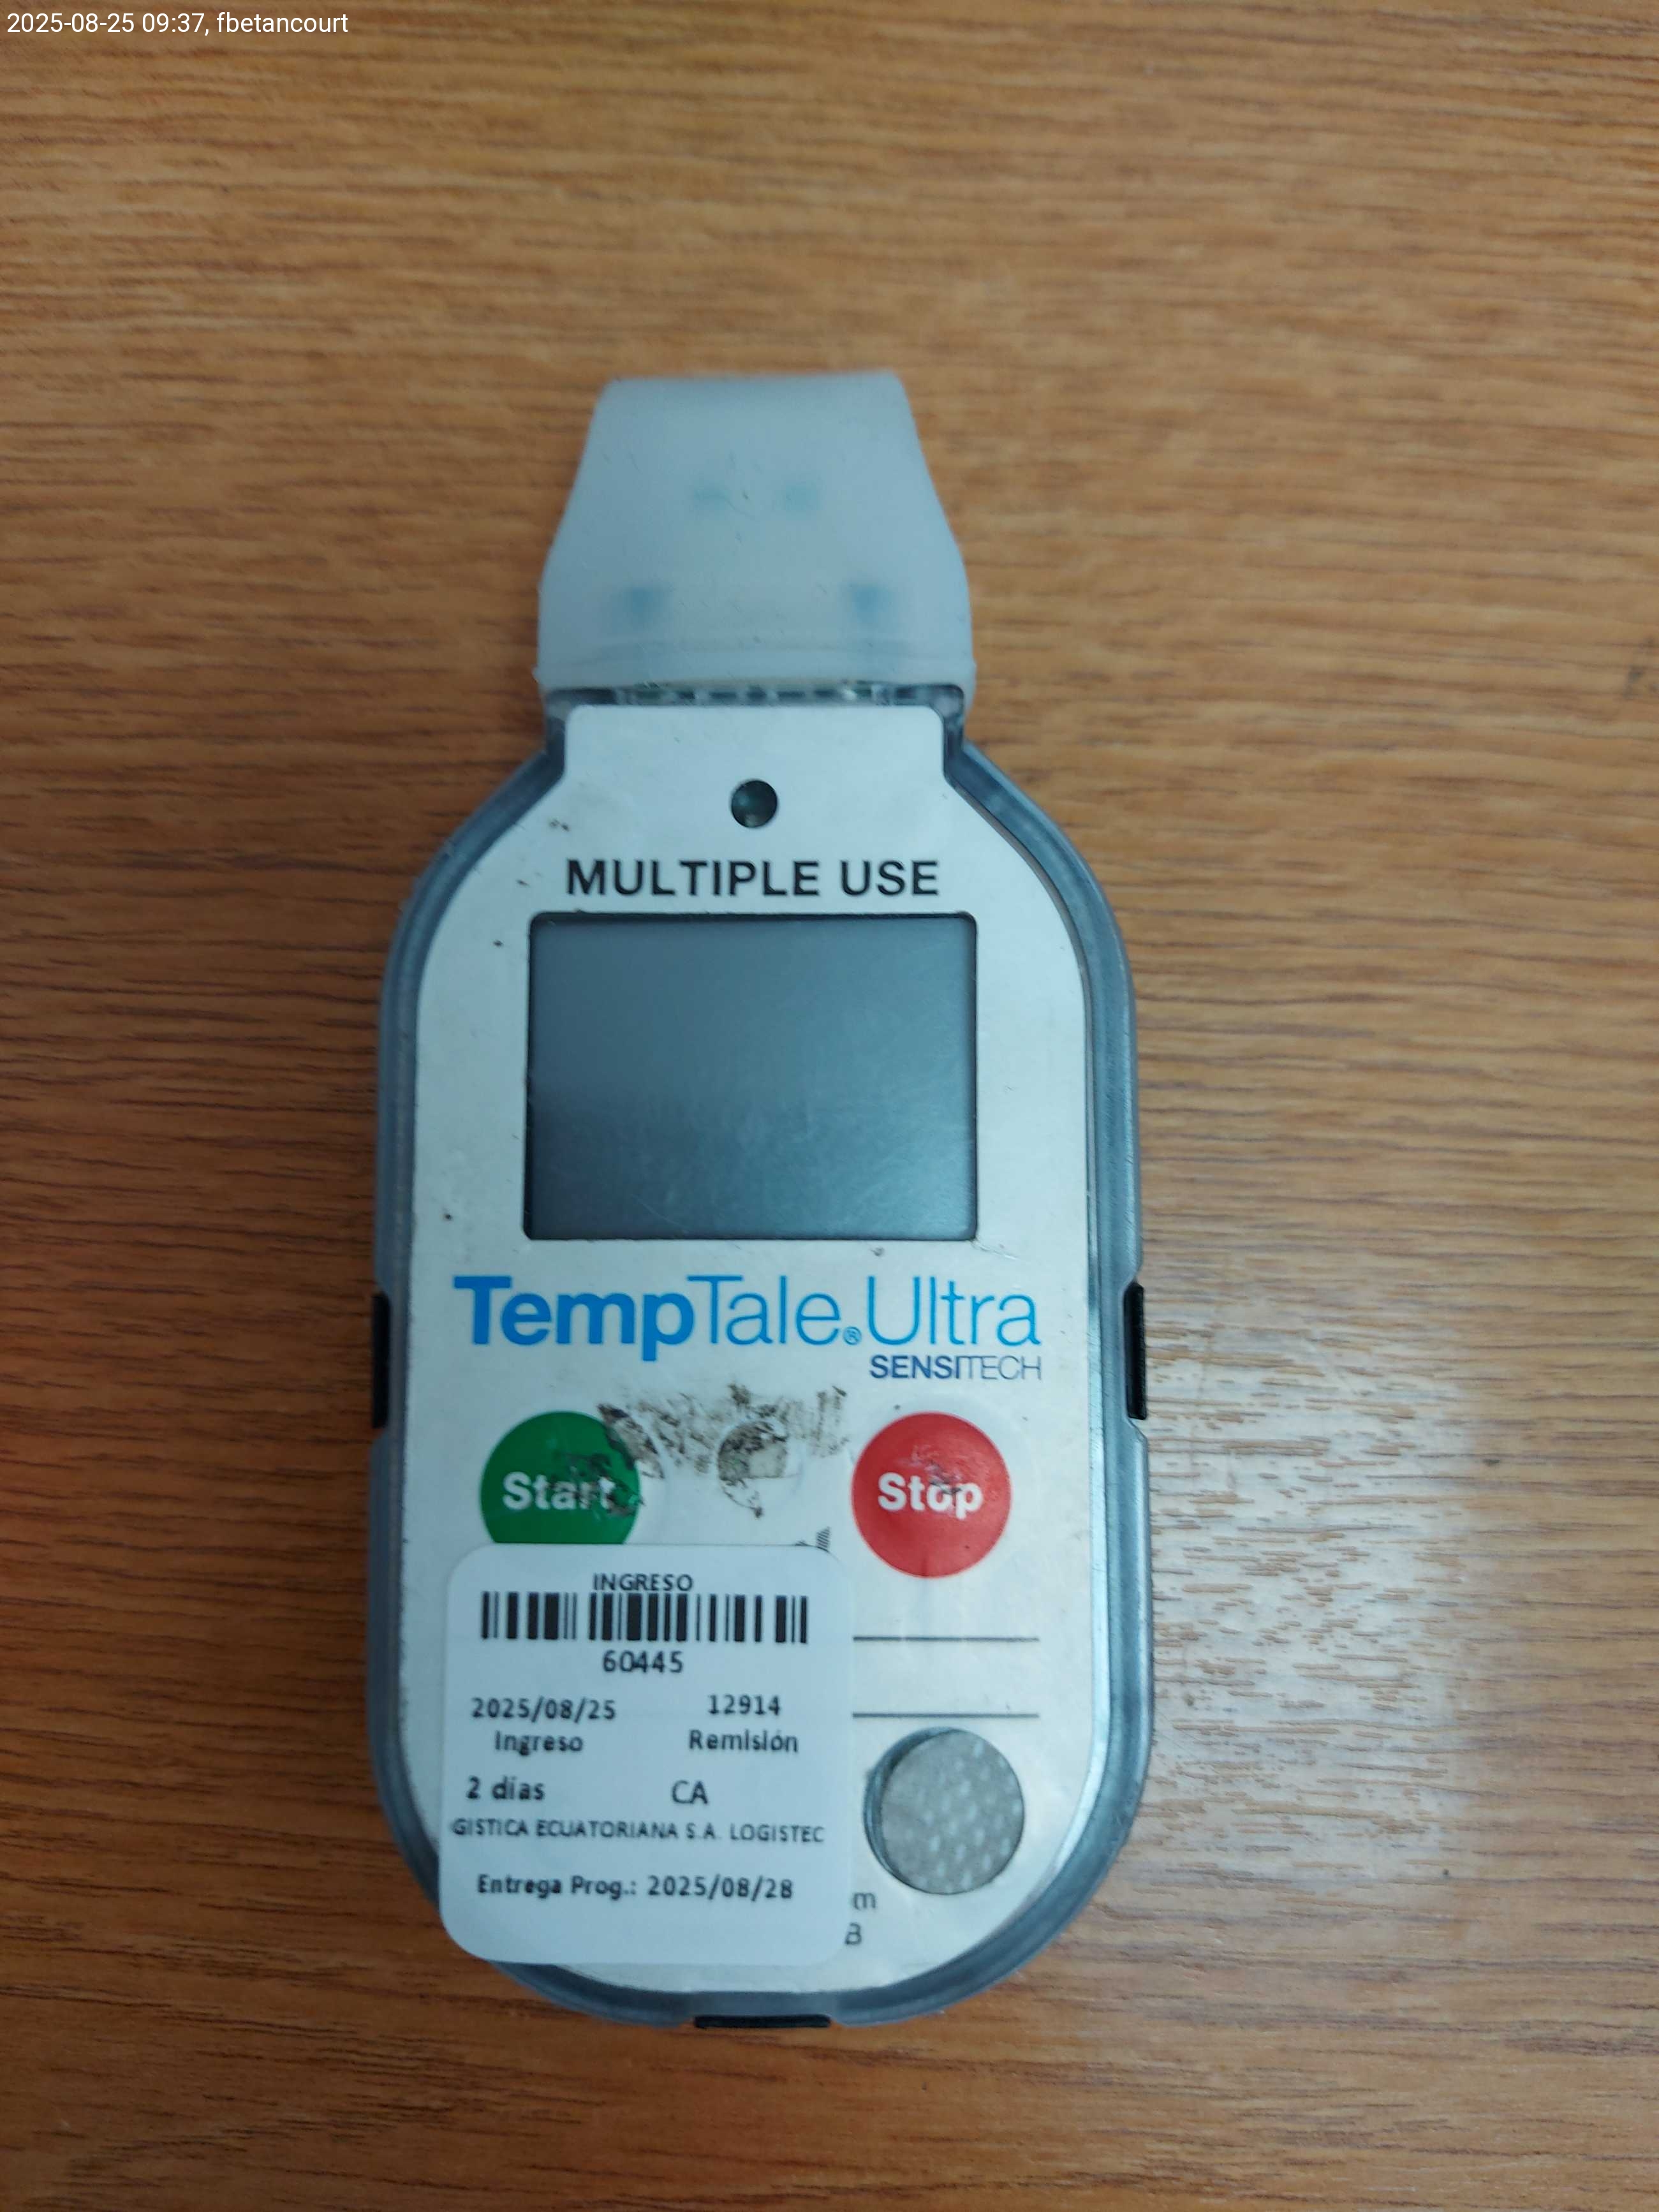 2025-08-25 09:37, fbetancourt
MULTIPLE USE
TempTale®Ultra
SENSITECH
Start
Stop
INGRESO
60445
2025/08/25 12914
Ingreso Remisión
2 días CA
GISTICA ECUATORIANA S.A. LOGISTEC
Entrega Prog.: 2025/08/28
m
B